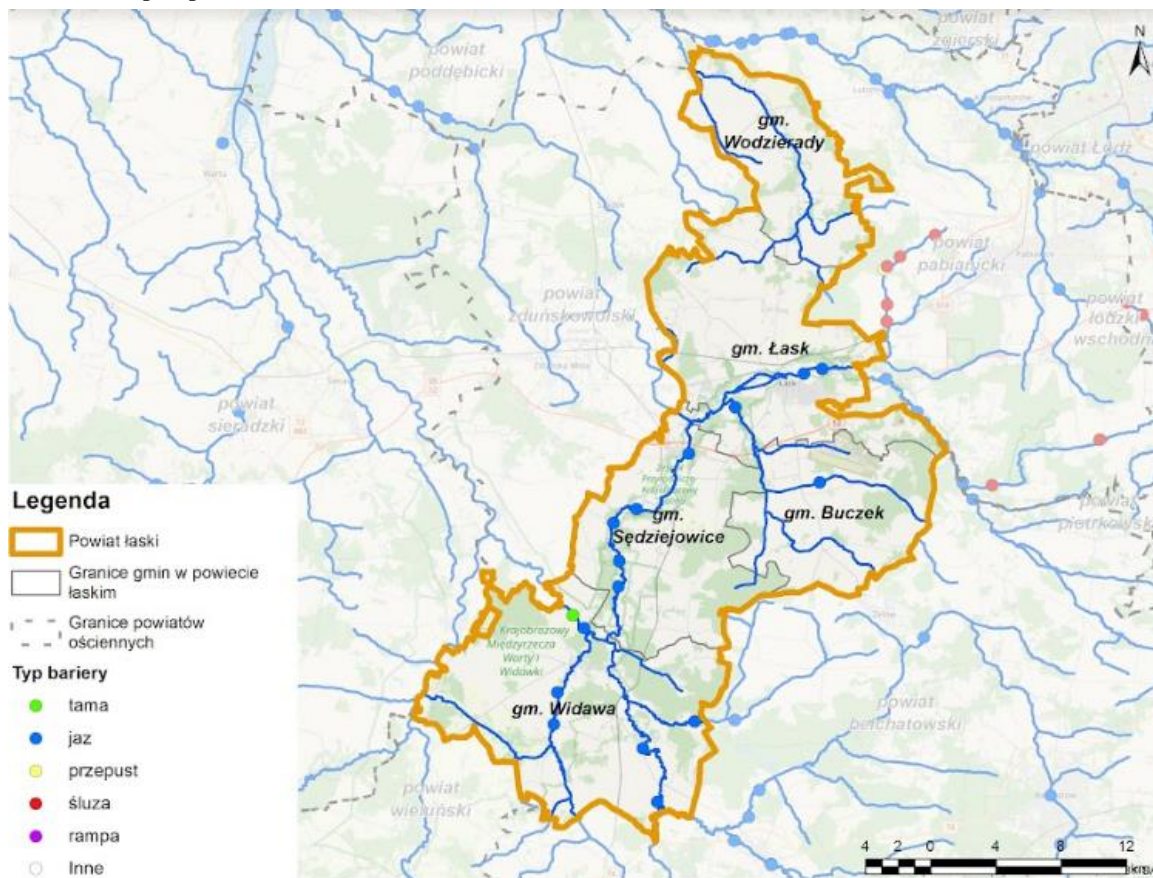 powiat
poddębicki
powiat
zgierski
N
gm.
Wodzierady
Warta
powiat Łódź
powiat
pabianicki
powiat
zduńskowolski
powiat
łódzki
wschodni
gm. Łask
powiat
sieradzki
gm.
Sędziejowice
gm. Buczek
powiat
piotrkowski
Krajobrazowy
Międzyrzecza
Warty i
Widawki
gm. Widawa
powiat
bełchatowski
powiat
wieluński
Legenda
Powiat łaski
Granice gmin w powiecie
łaskim
Granice powiatów
ościennych
Typ bariery
tama
jaz
przepust
śluza
rampa
Inne
4 2 0 4 8 12